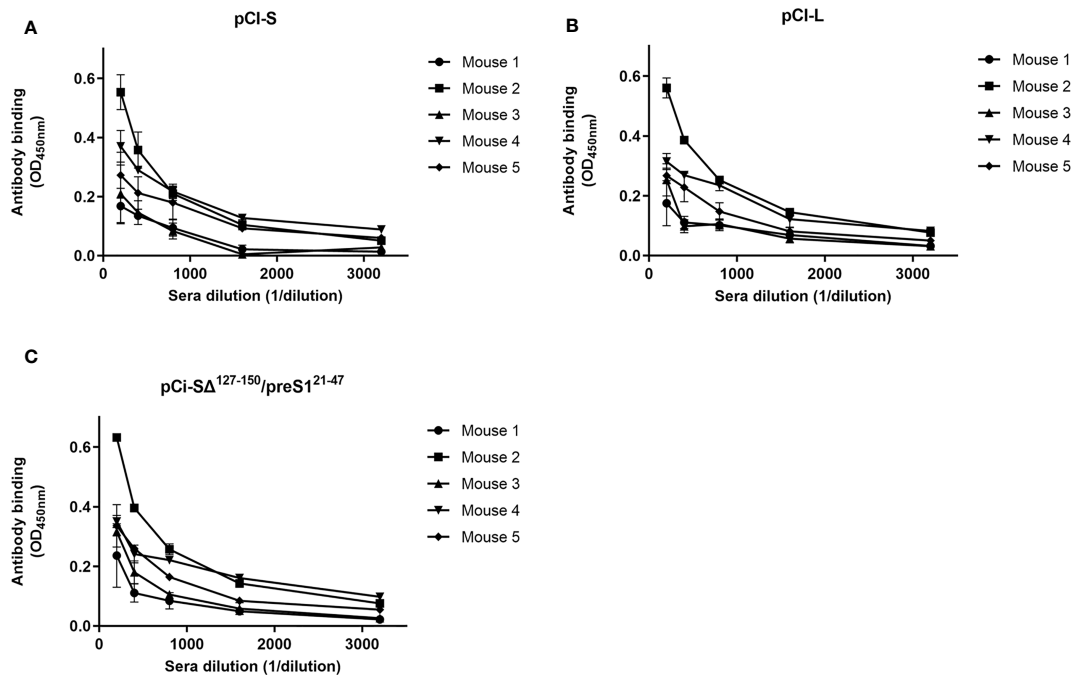 A
pCI-S
Antibody binding
(OD450nm)
0.6
0.4
0.2
0.0
0 1000 2000 3000
Sera dilution (1/dilution)
Mouse 1
Mouse 2
Mouse 3
Mouse 4
Mouse 5
B
pCI-L
Antibody binding
(OD450nm)
0.6
0.4
0.2
0.0
0 1000 2000 3000
Sera dilution (1/dilution)
Mouse 1
Mouse 2
Mouse 3
Mouse 4
Mouse 5
C
pCi-SΔ127-150/preS121-47
Antibody binding
(OD450nm)
0.6
0.4
0.2
0.0
0 1000 2000 3000
Sera dilution (1/dilution)
Mouse 1
Mouse 2
Mouse 3
Mouse 4
Mouse 5